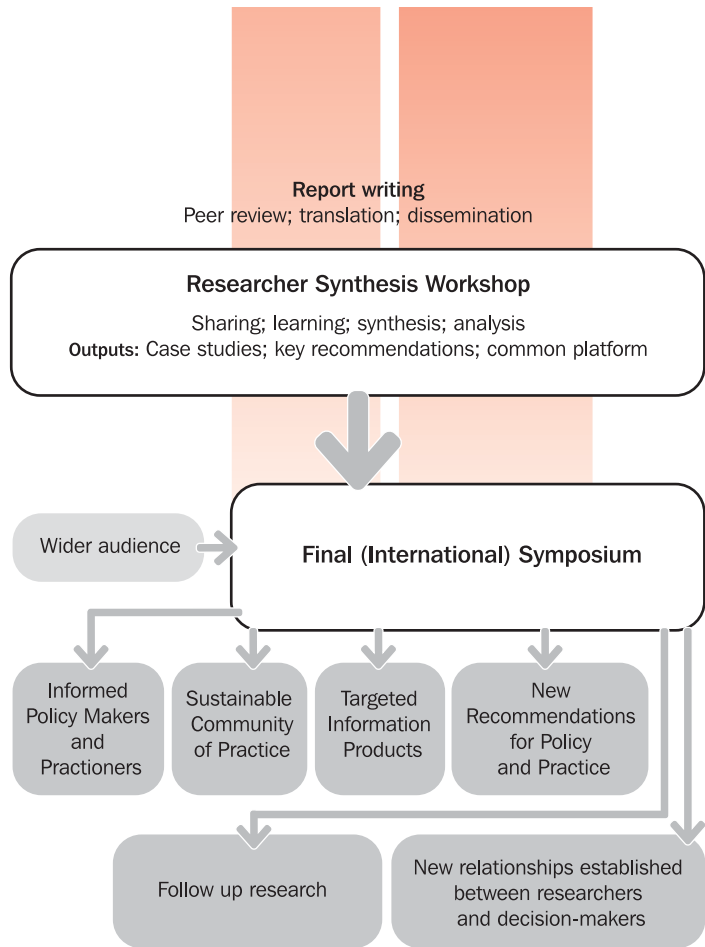 Report writing
Peer review; translation; dissemination
Researcher Synthesis Workshop
Sharing; learning; synthesis; analysis
Outputs: Case studies; key recommendations; common platform
Wider audience
Final (International) Symposium
Informed
Policy Makers
and
Practioners
Sustainable
Community
of Practice
Targeted
Information
Products
New
Recommendations
for Policy
and Practice
Follow up research
New relationships established
between researchers
and decision-makers